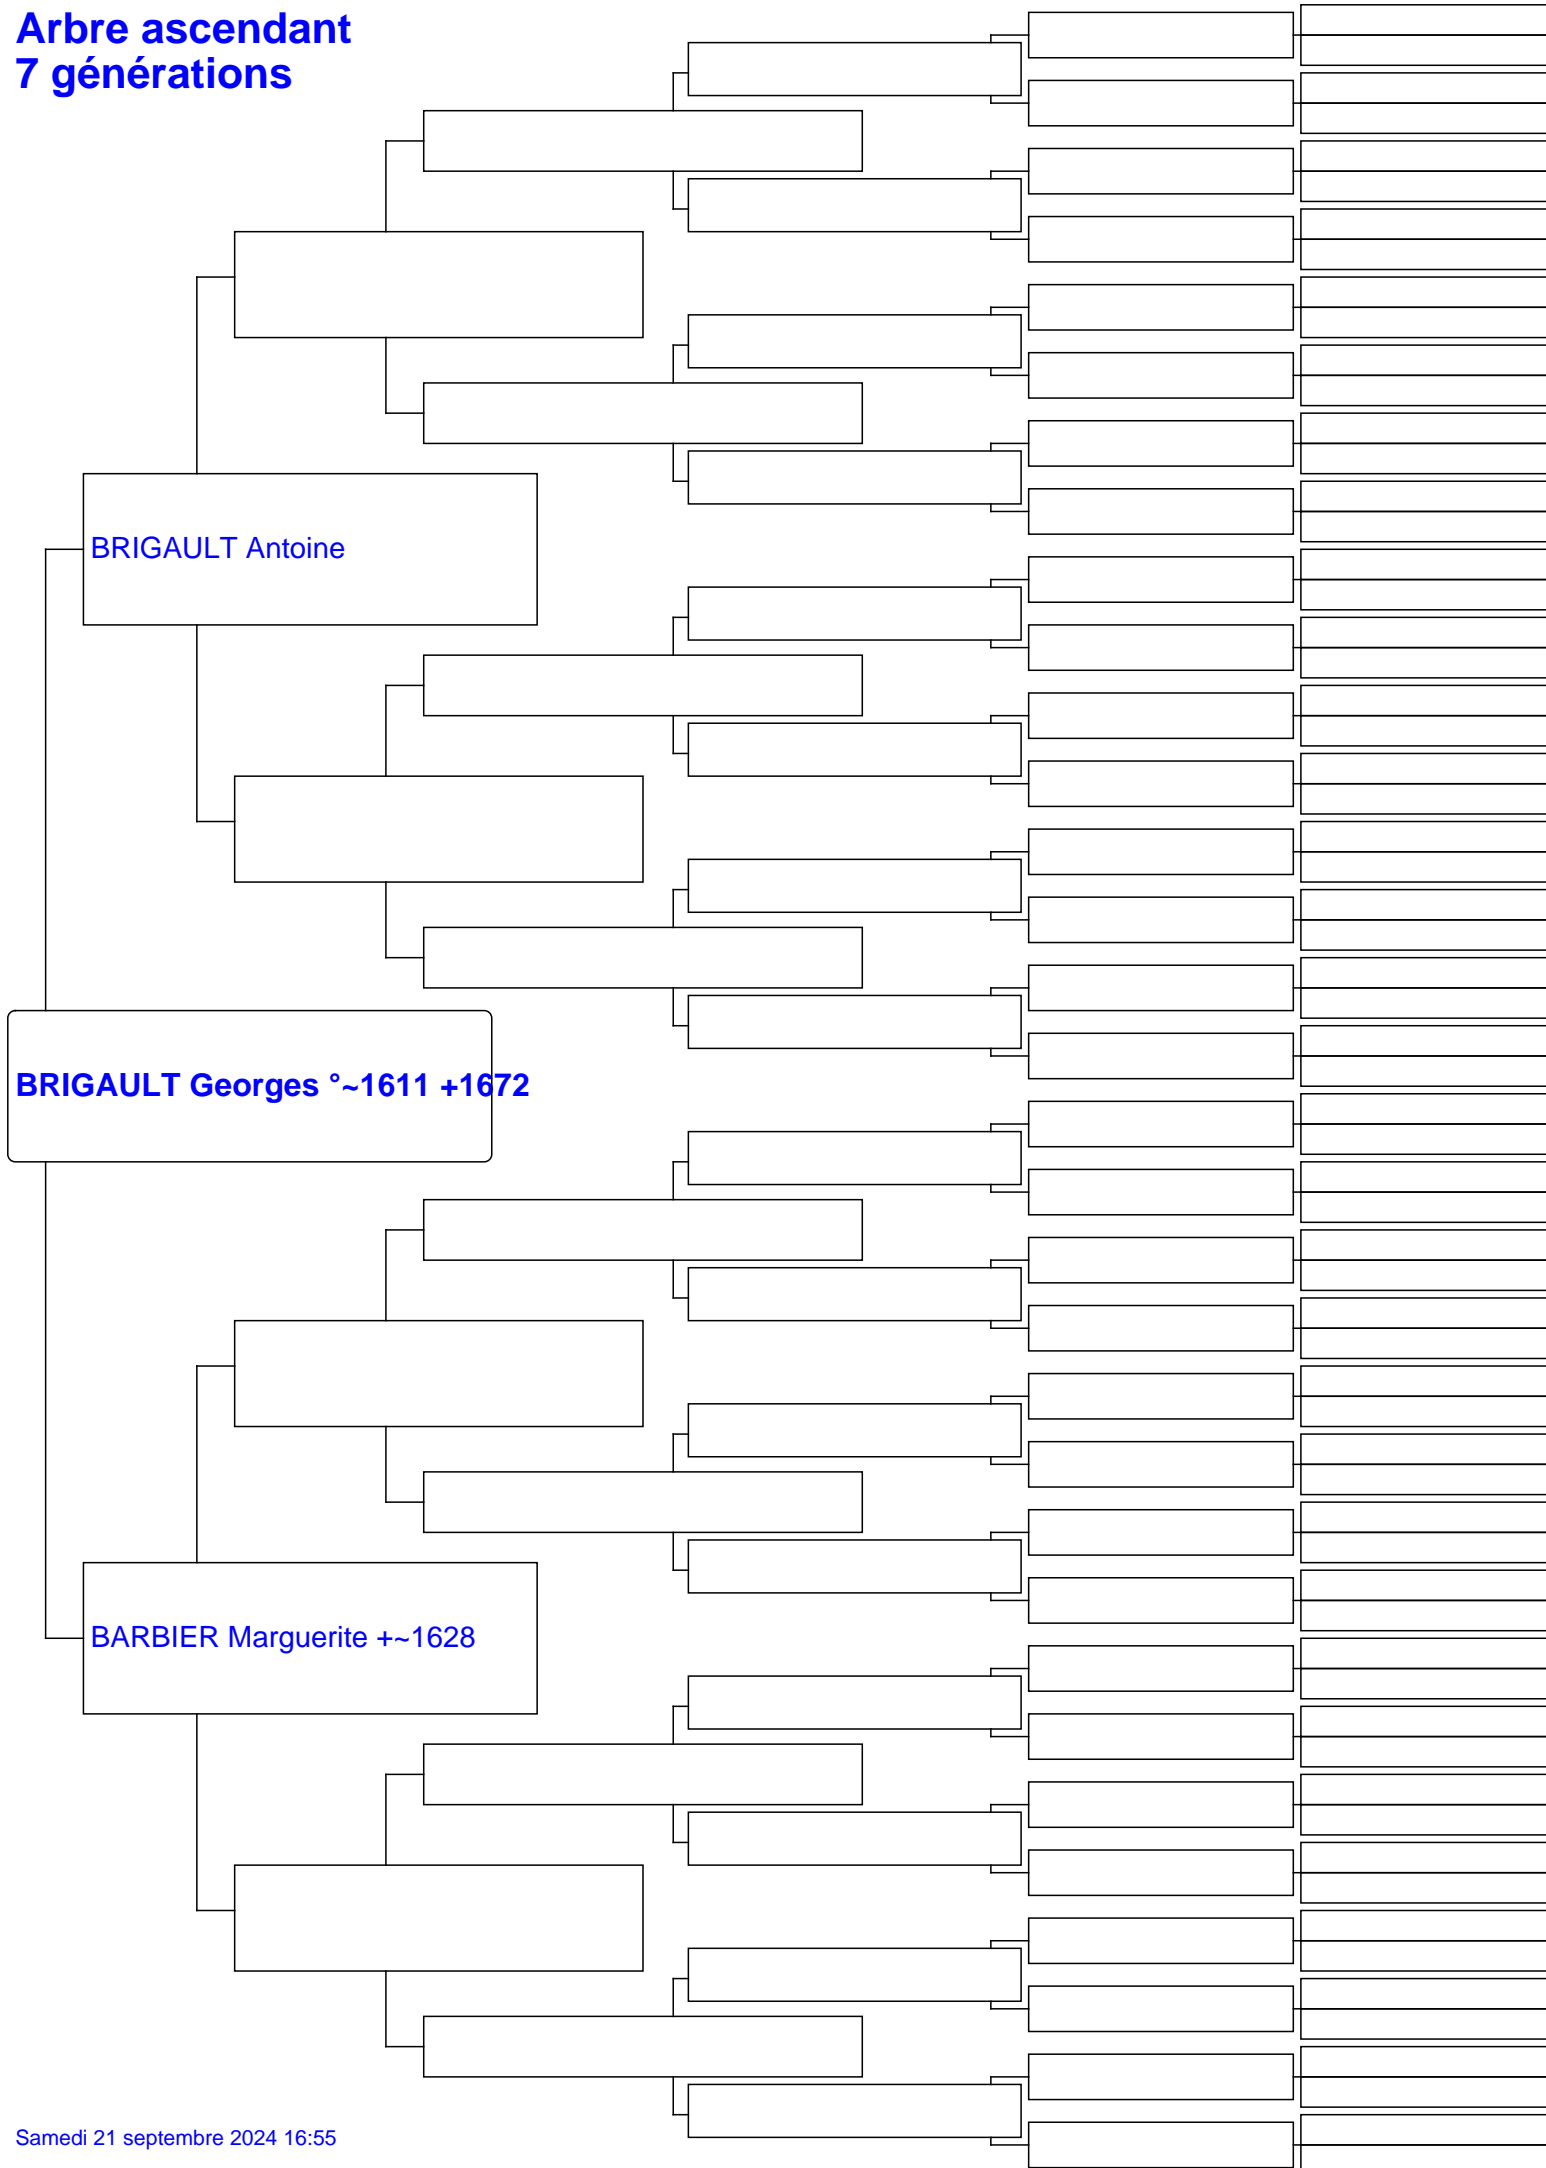 Arbre ascendant
7 générations
BRIGAULT Antoine
BRIGAULT Georges °~1611 +1672
BARBIER Marguerite +~1628
Samedi 21 septembre 2024 16:55